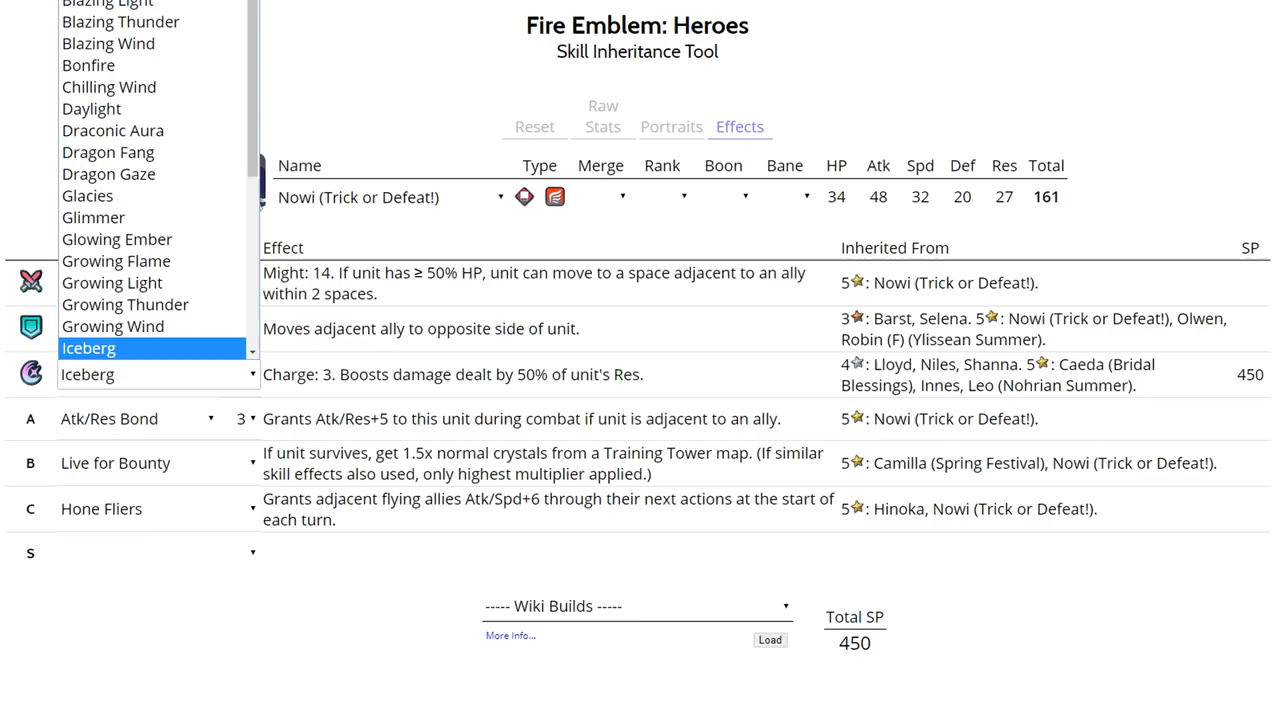 Blazing Light
Blazing Thunder
Blazing Wind
Bonfire
Chilling Wind
Daylight
Draconic Aura
Dragon Fang
Dragon Gaze
Glacies
Glimmer
Glowing Ember
Growing Flame
Growing Light
Growing Thunder
Growing Wind
Iceberg
Fire Emblem: Heroes
Skill Inheritance Tool
Reset Raw Stats Portraits Effects
Name Type Merge Rank Boon Bane HP Atk Spd Def Res Total
Nowi (Trick or Defeat!) 34 48 32 20 27 161
Effect Inherited From SP
Might: 14. If unit has ≥ 50% HP, unit can move to a space adjacent to an ally
within 2 spaces.
5: Nowi (Trick or Defeat!).
Moves adjacent ally to opposite side of unit.
3: Barst, Selena. 5: Nowi (Trick or Defeat!), Olwen,
Robin (F) (Ylissean Summer).
Iceberg Charge: 3. Boosts damage dealt by 50% of unit's Res.
4: Lloyd, Niles, Shanna. 5: Caeda (Bridal
Blessings), Innes, Leo (Nohrian Summer).
450
A Atk/Res Bond 3 Grants Atk/Res+5 to this unit during combat if unit is adjacent to an ally. 5: Nowi (Trick or Defeat!).
B Live for Bounty
If unit survives, get 1.5x normal crystals from a Training Tower map. (If similar
skill effects also used, only highest multiplier applied.)
5: Camilla (Spring Festival), Nowi (Trick or Defeat!).
C Hone Fliers
Grants adjacent flying allies Atk/Spd+6 through their next actions at the start of
each turn.
5: Hinoka, Nowi (Trick or Defeat!).
S
----- Wiki Builds -----
More Info...
Load
Total SP
450